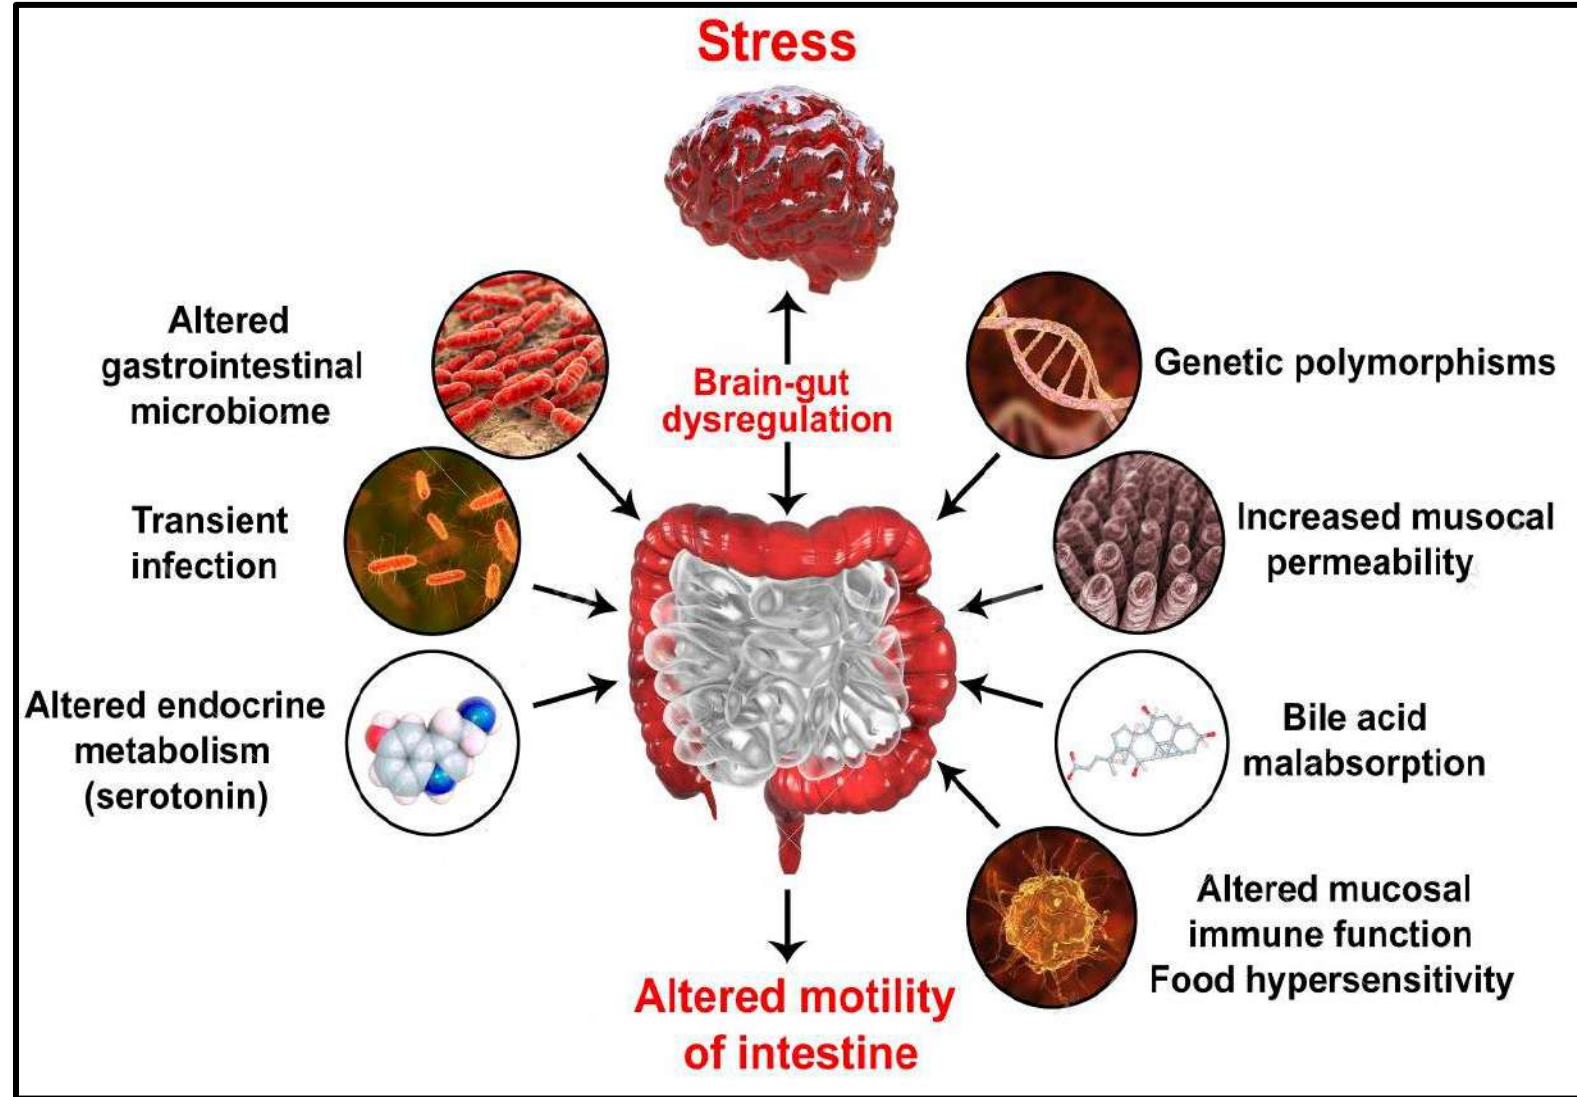 Stress
Altered
gastrointestinal
microbiome
Brain-gut
dysregulation
Genetic polymorphisms
Transient
infection
Increased musocal
permeability
Altered endocrine
metabolism
(serotonin)
Bile acid
malabsorption
Altered mucosal
immune function
Food hypersensitivity
Altered motility
of intestine